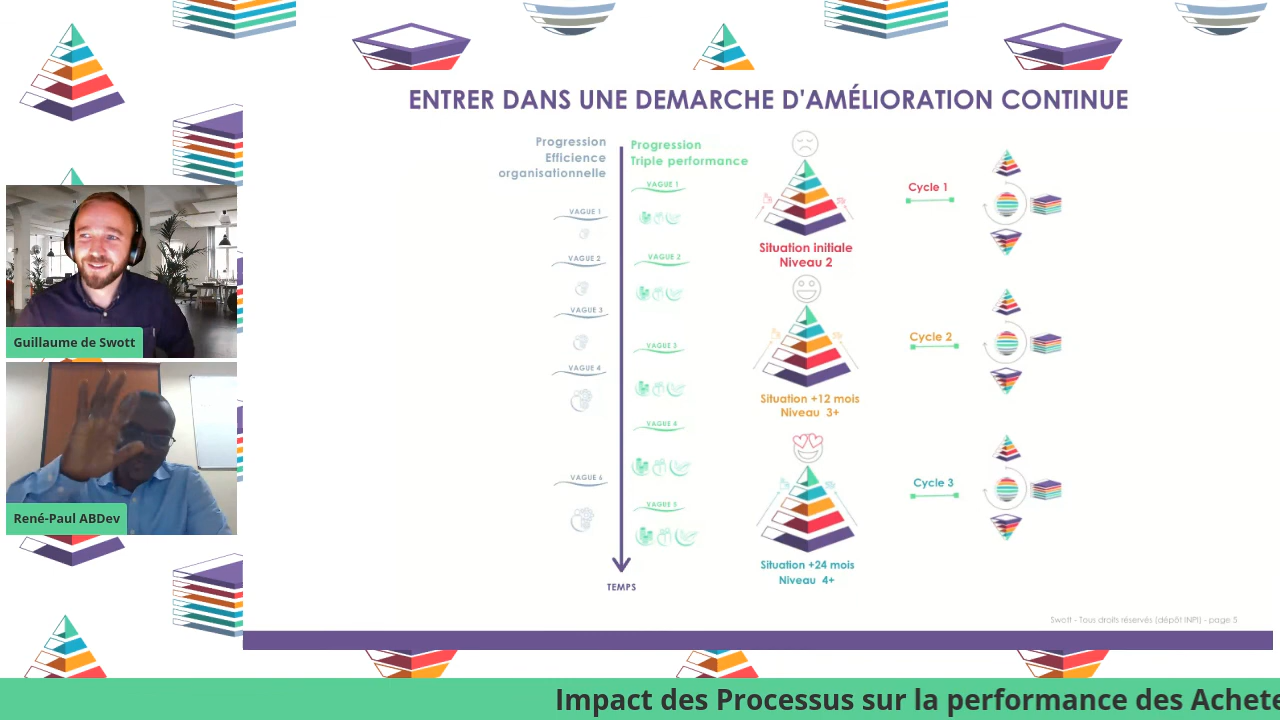 ENTRER DANS UNE DEMARCHE D'AMÉLIORATION CONTINUE
Progression
Efficience
organisationnelle
VAGUE 1
VAGUE 2
VAGUE 3
VAGUE 4
VAGUE 6
Progression
Triple performance
VAGUE 1
VAGUE 2
VAGUE 3
VAGUE 4
VAGUE 5
TEMPS
Situation initiale
Niveau 2
Situation +12 mois
Niveau 3+
Situation +24 mois
Niveau 4+
Cycle 1
Cycle 2
Cycle 3
Guillaume de Swott
René-Paul ABDev
Swott - Tous droits réservés (dépôt INPI) - page 5
Impact des Processus sur la performance des Achete